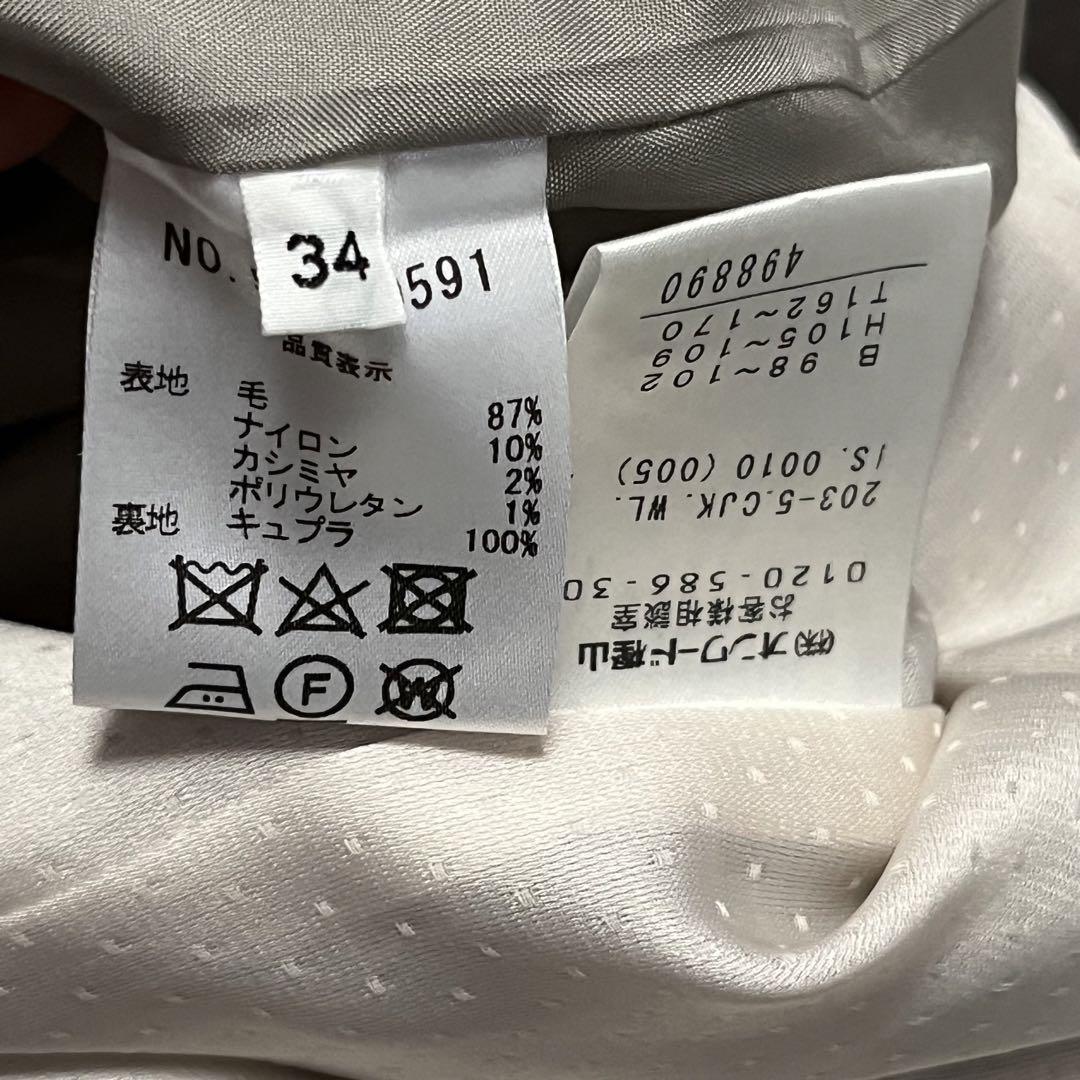 34
NO.
591
品質表示
表地 毛 87%
ナイロン 10%
カシミヤ 2%
ポリウレタン 1%
裏地 キュプラ 100%
F
㈱オンワード樫山
お客様相談室
0120-586-30
203-5.CJK.WL.
IS.0010(005)
B 98~102
H105~109
T162~170
498890